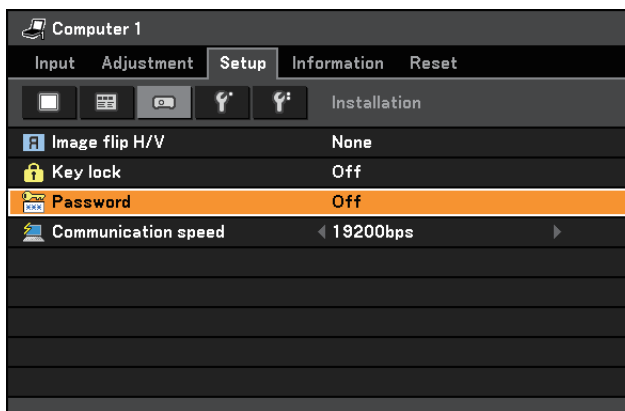 Computer 1
Input Adjustment Setup Information Reset
Installation
Image flip H/V None
Key lock Off
Password Off
Communication speed 19200bps